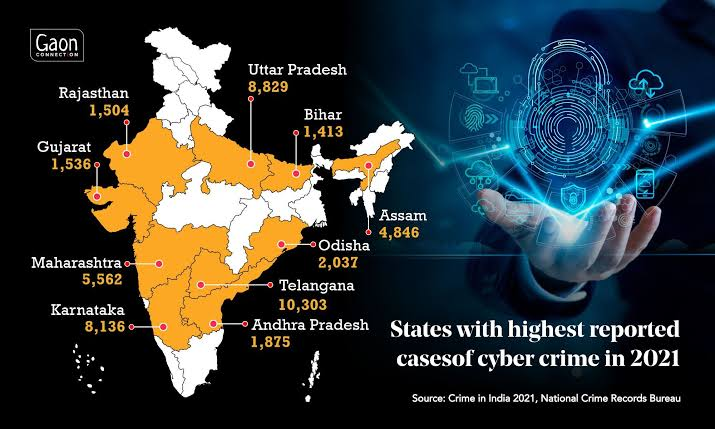 Gaon
CONNECTION
Uttar Pradesh
8,829
Rajasthan
1,504
Bihar
1,413
Gujarat
1,536
Assam
4,846
Odisha
2,037
Maharashtra
5,562
Telangana
10,303
Karnataka
8,136
Andhra Pradesh
1,875
States with highest reported
casesof cyber crime in 2021
Source: Crime in India 2021, National Crime Records Bureau